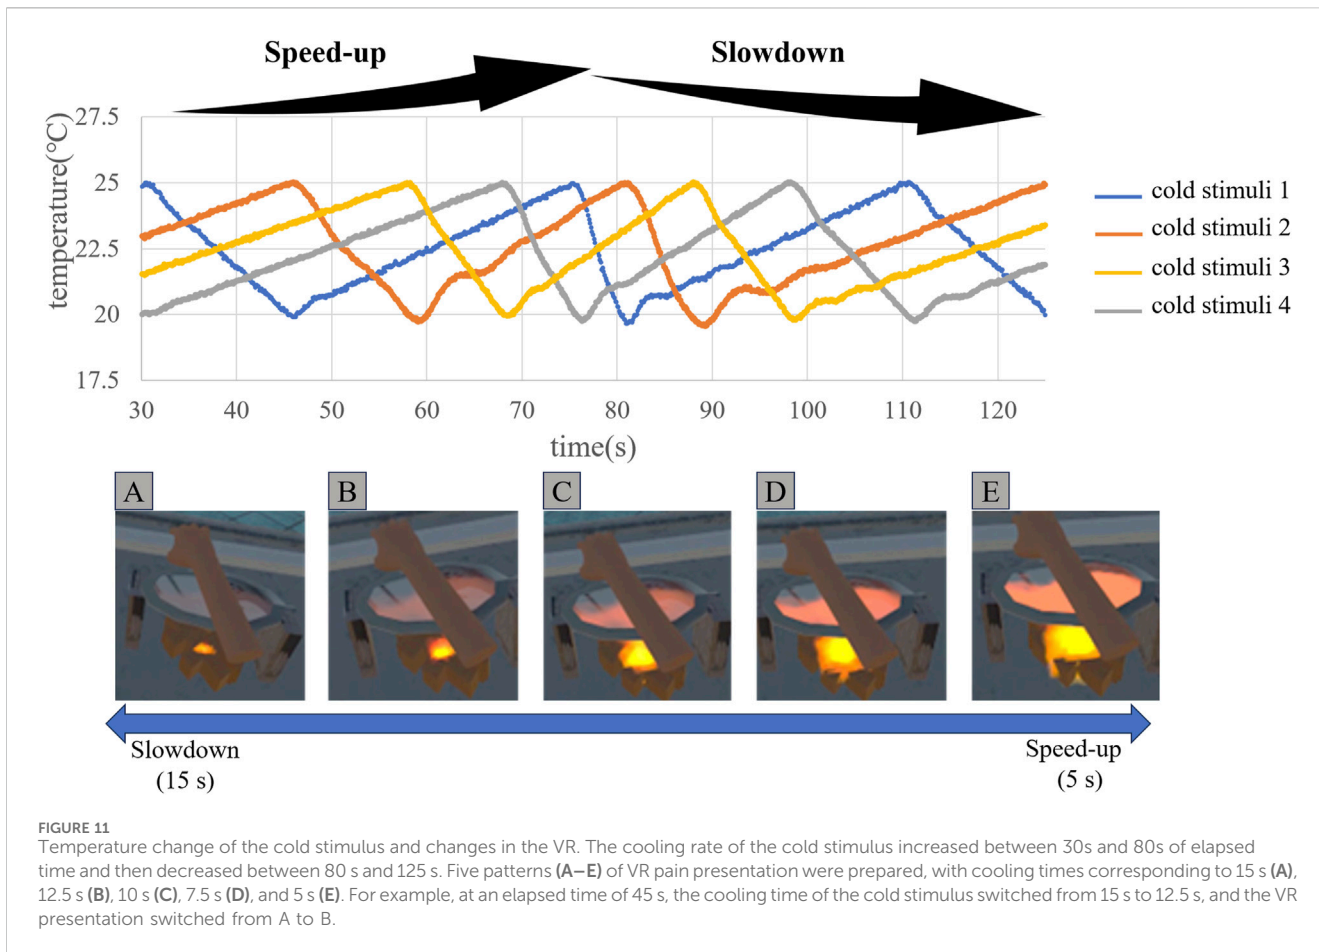 Speed-up
Slowdown
27.5
25
22.5
20
17.5
temperature(°C)
30 40 50 60 70 80 90 100 110 120
time(s)
cold stimuli 1
cold stimuli 2
cold stimuli 3
cold stimuli 4
A B C D E
Slowdown
(15 s)
Speed-up
(5 s)
FIGURE 11
Temperature change of the cold stimulus and changes in the VR. The cooling rate of the cold stimulus increased between 30s and 80s of elapsed
time and then decreased between 80 s and 125 s. Five patterns (A–E) of VR pain presentation were prepared, with cooling times corresponding to 15 s (A),
12.5 s (B), 10 s (C), 7.5 s (D), and 5 s (E). For example, at an elapsed time of 45 s, the cooling time of the cold stimulus switched from 15 s to 12.5 s, and the VR
presentation switched from A to B.